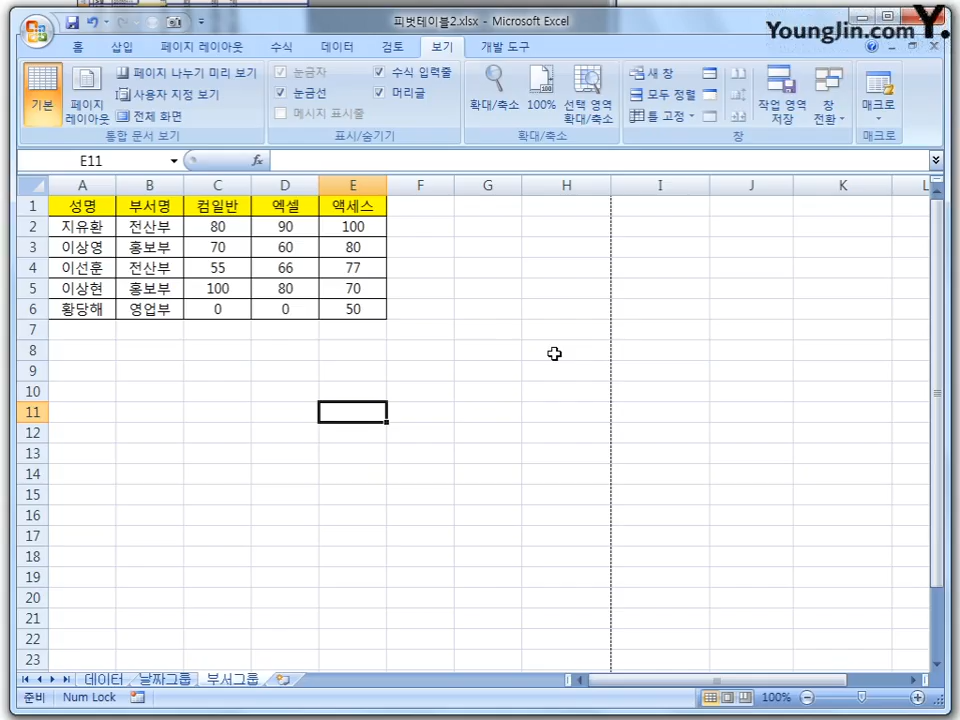 피벗테이블2.xlsx - Microsoft Excel
YoungJin.com Y.
홈 삽입 페이지 레이아웃 수식 데이터 검토 보기 개발 도구
기본
페이지 레이아웃
페이지 나누기 미리 보기
사용자 지정 보기
전체 화면
통합 문서 보기
눈금자
눈금선
메시지 표시줄
수식 입력줄
머리글
표시/숨기기
확대/축소
100%
선택 영역 확대/축소
확대/축소
새 창
모두 정렬
틀 고정
작업 영역 저장
창 전환
창
매크로
매크로
E11 fx
A B C D E F G H I J K L
1 성명 부서명 컴일반 엑셀 액세스
2 지유환 전산부 80 90 100
3 이상영 홍보부 70 60 80
4 이선훈 전산부 55 66 77
5 이상현 홍보부 100 80 70
6 황당해 영업부 0 0 50
7
8
9
10
11
12
13
14
15
16
17
18
19
20
21
22
23
데이터 날짜그룹 부서그룹
준비 Num Lock 100%